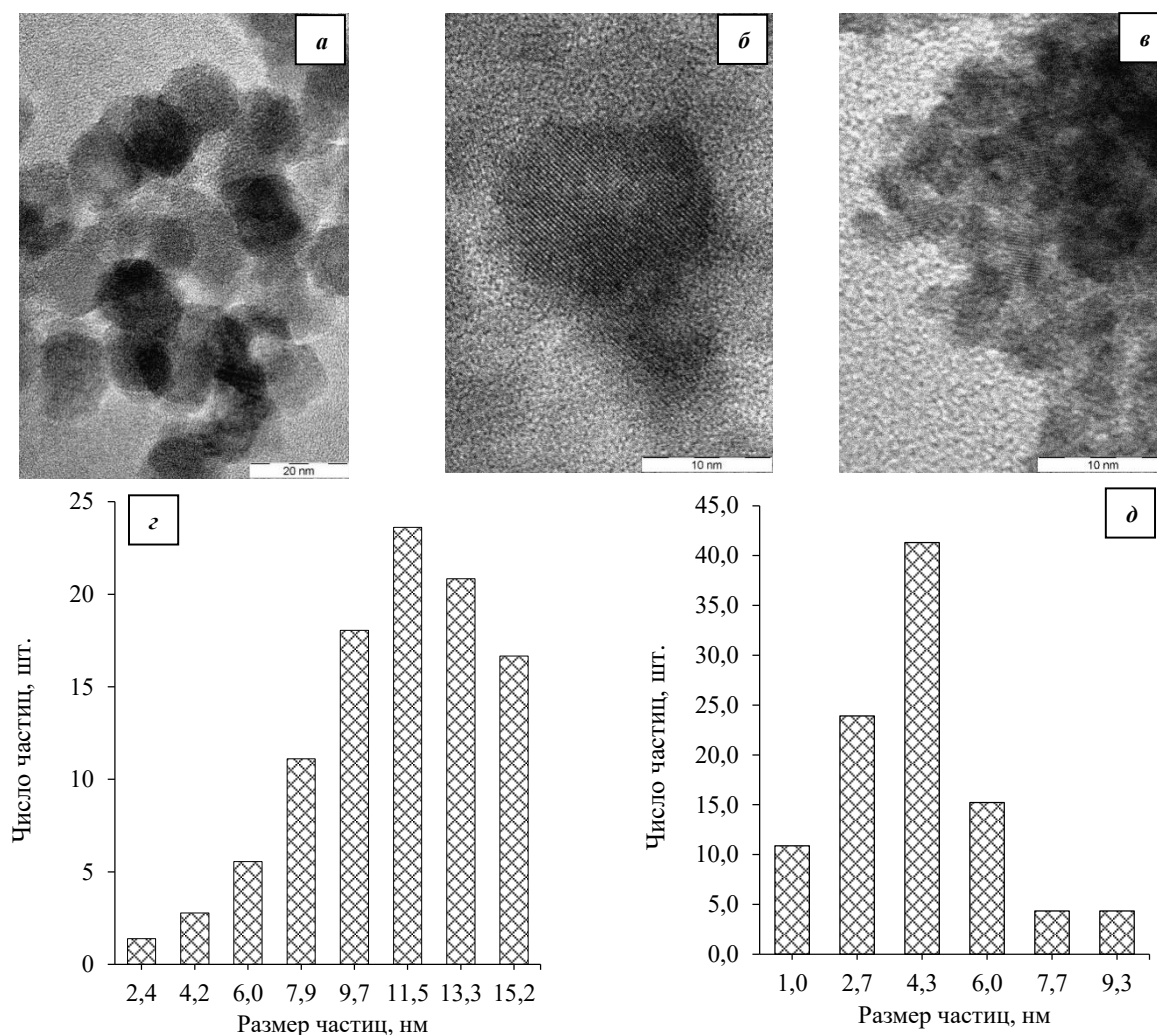 а
б
в
20 nm
10 nm
10 nm
г
Число частиц, шт.
25
20
15
10
5
0
2,4 4,2 6,0 7,9 9,7 11,5 13,3 15,2
Размер частиц, нм
д
Число частиц, шт.
45,0
40,0
35,0
30,0
25,0
20,0
15,0
10,0
5,0
0,0
1,0 2,7 4,3 6,0 7,7 9,3
Размер частиц, нм